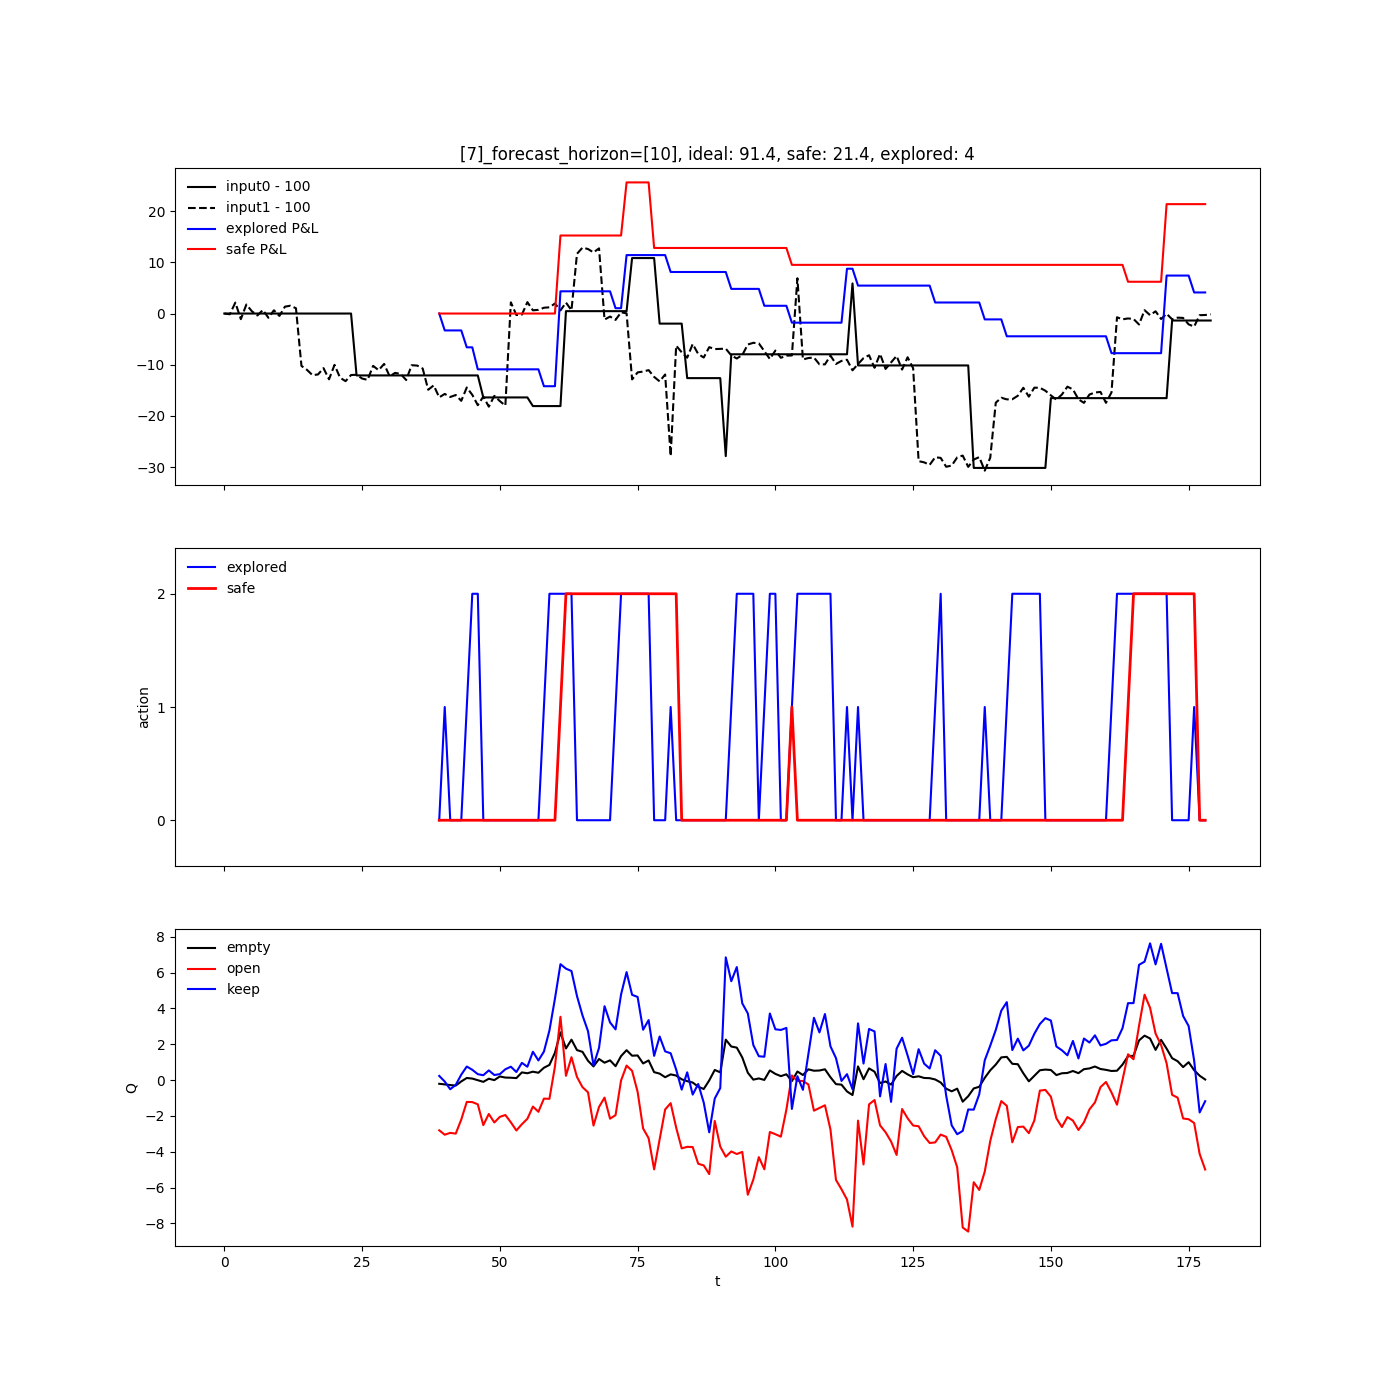 [7]_forecast_horizon=[10], ideal: 91.4, safe: 21.4, explored: 4
input0 - 100
input1 - 100
explored P&L
safe P&L
20
10
0
−10
−20
−30
explored
safe
2
1
0
action
empty
open
keep
8
6
4
2
0
−2
−4
−6
−8
Q
0 25 50 75 100 125 150 175
t